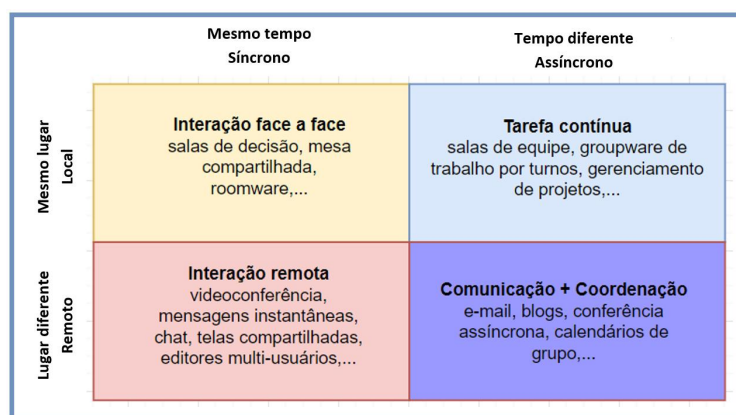 Mesmo tempo
Síncrono
Tempo diferente
Assíncrono
Mesmo lugar
Local
Interação face a face
salas de decisão, mesa
compartilhada,
roomware,...
Tarefa contínua
salas de equipe, groupware de
trabalho por turnos, gerenciamento
de projetos,...
Lugar diferente
Remoto
Interação remota
videoconferência,
mensagens instantâneas,
chat, telas compartilhadas,
editores multi-usuários,...
Comunicação + Coordenação
e-mail, blogs, conferência
assíncrona, calendários de
grupo,...